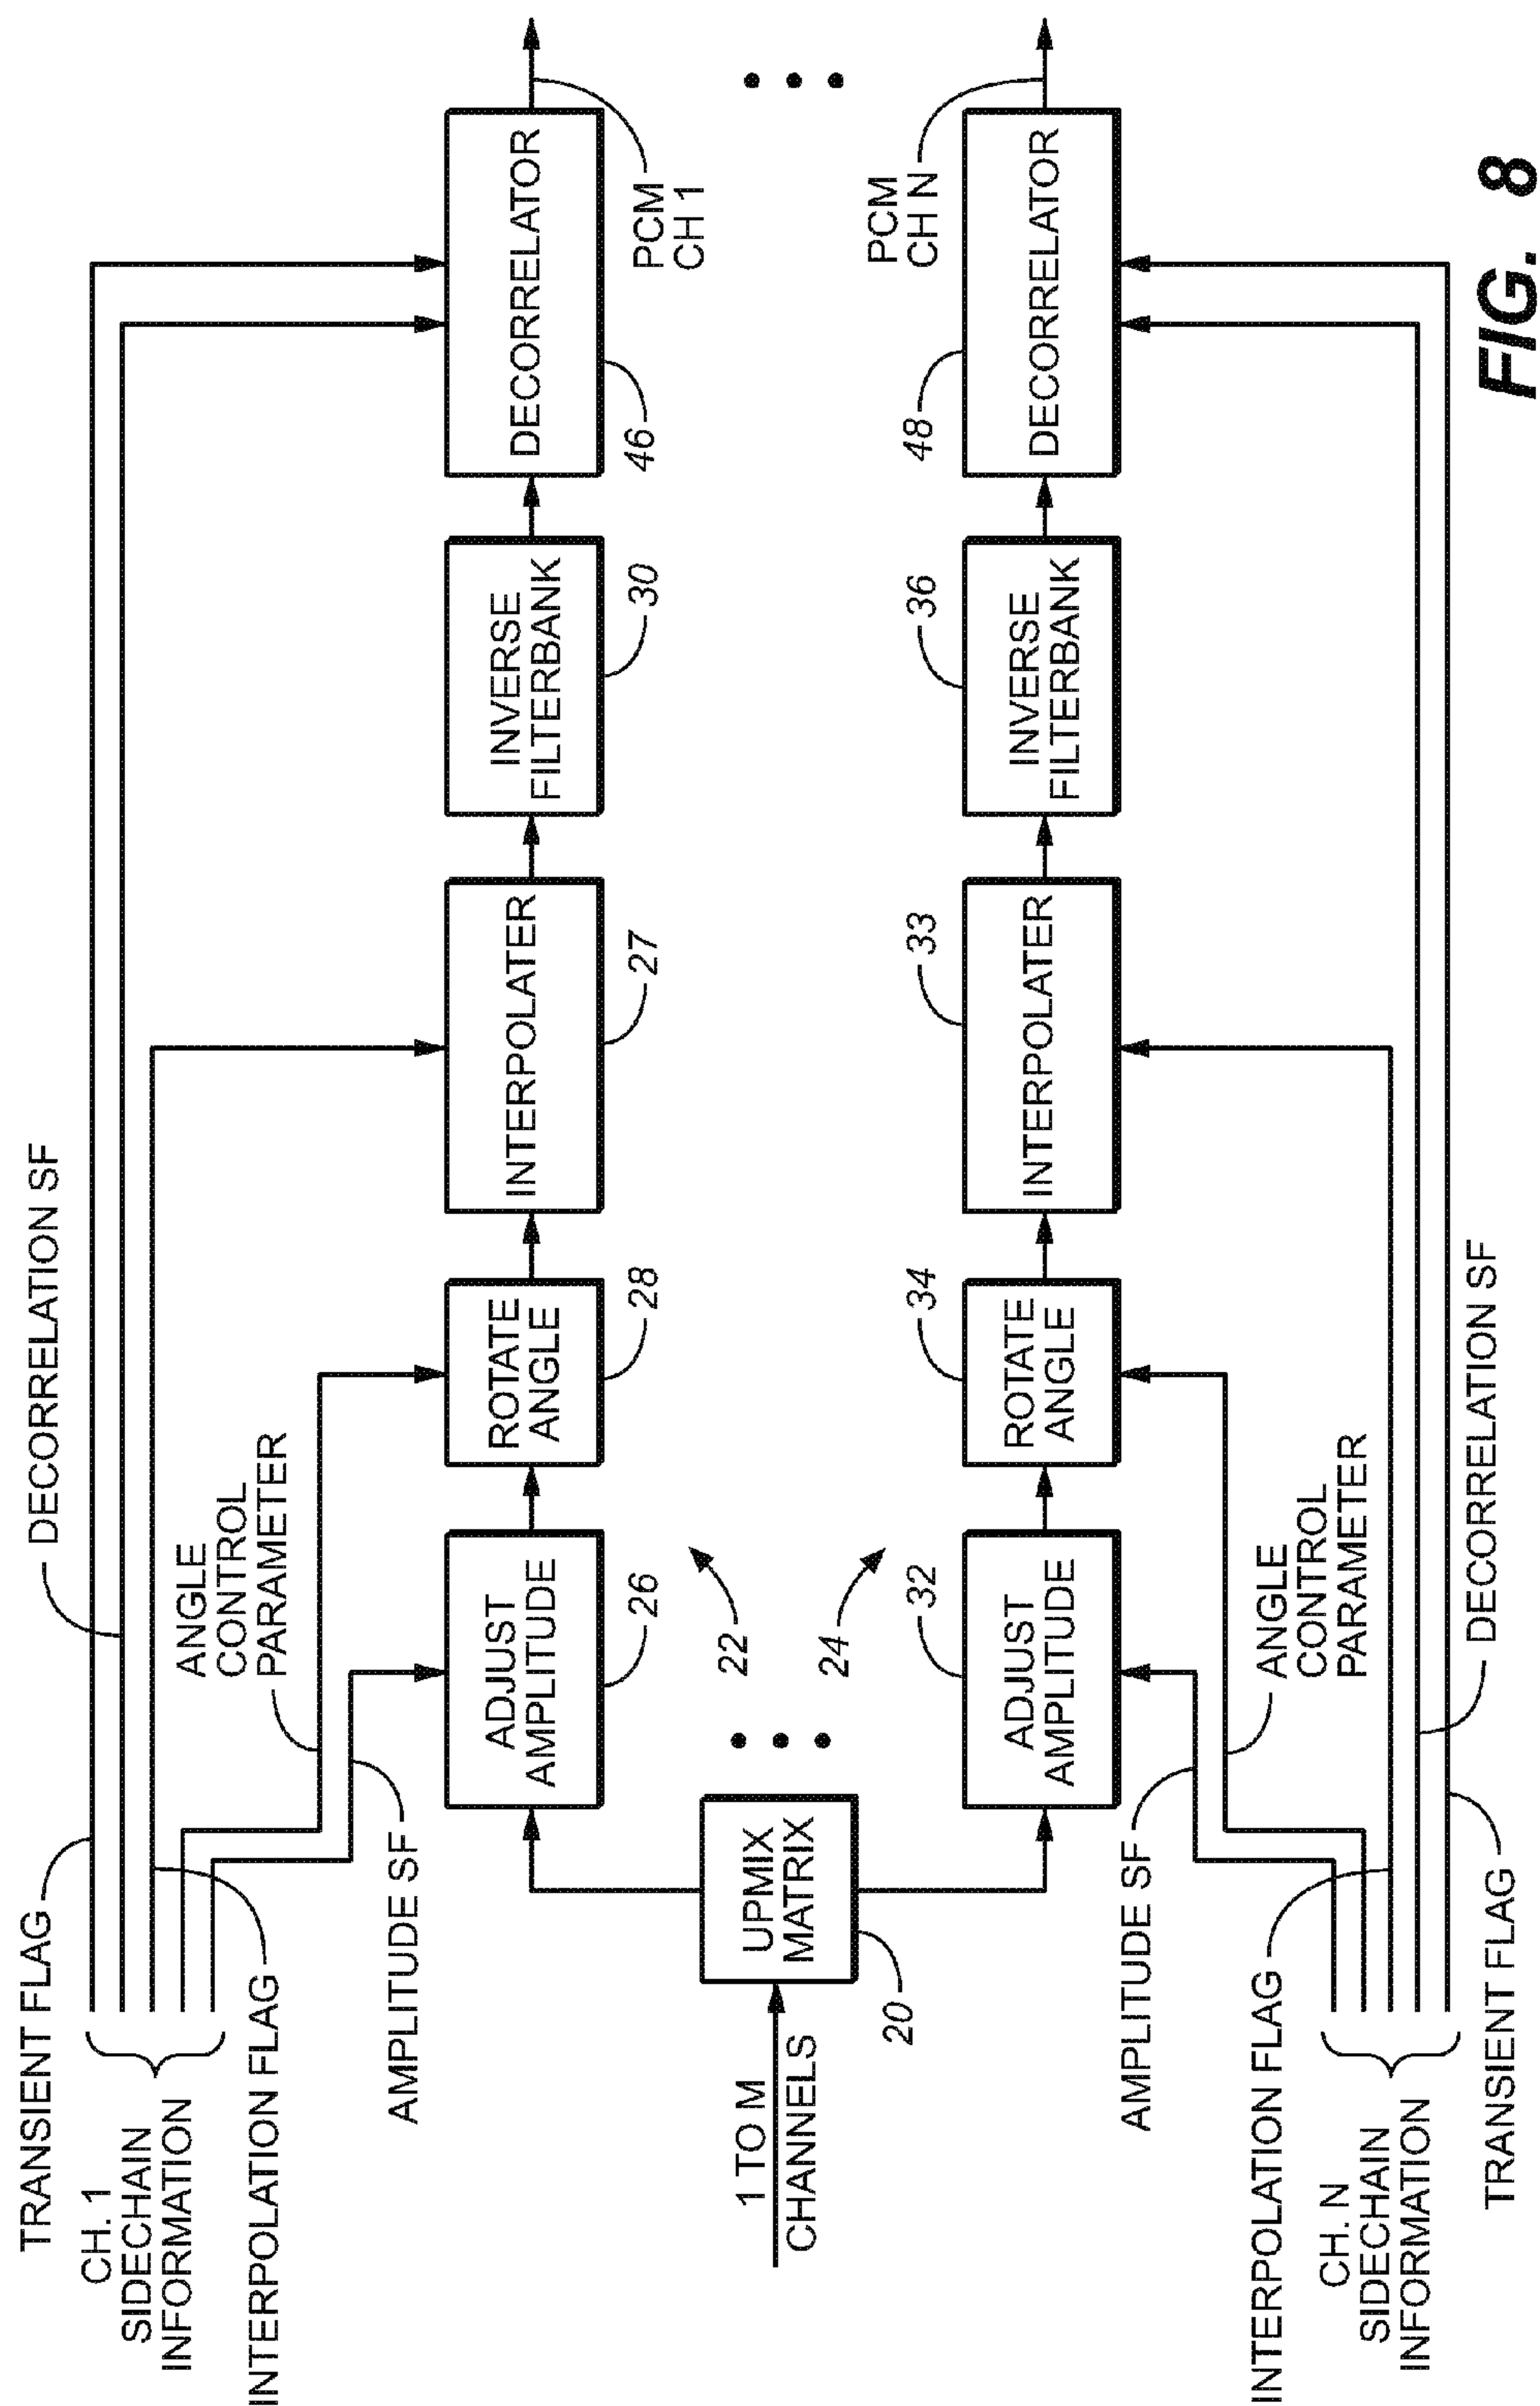 TRANSIENT FLAG
CH. 1
SIDECHAIN
INFORMATION
INTERPOLATION FLAG
DECORRELATION SF
ANGLE
CONTROL
PARAMETER
AMPLITUDE SF
ADJUST
AMPLITUDE
26
ROTATE
ANGLE
28
INTERPOLATER
27
INVERSE
FILTERBANK
30
DECORRELATOR
46
PCM
CH 1
1 TO M
CHANNELS
UPMIX
MATRIX
20
22
24
ADJUST
AMPLITUDE
32
ROTATE
ANGLE
34
INTERPOLATER
33
INVERSE
FILTERBANK
36
DECORRELATOR
48
PCM
CH N
AMPLITUDE SF
ANGLE
CONTROL
PARAMETER
INTERPOLATION FLAG
CH. N
SIDECHAIN
INFORMATION
DECORRELATION SF
TRANSIENT FLAG
FIG. 8